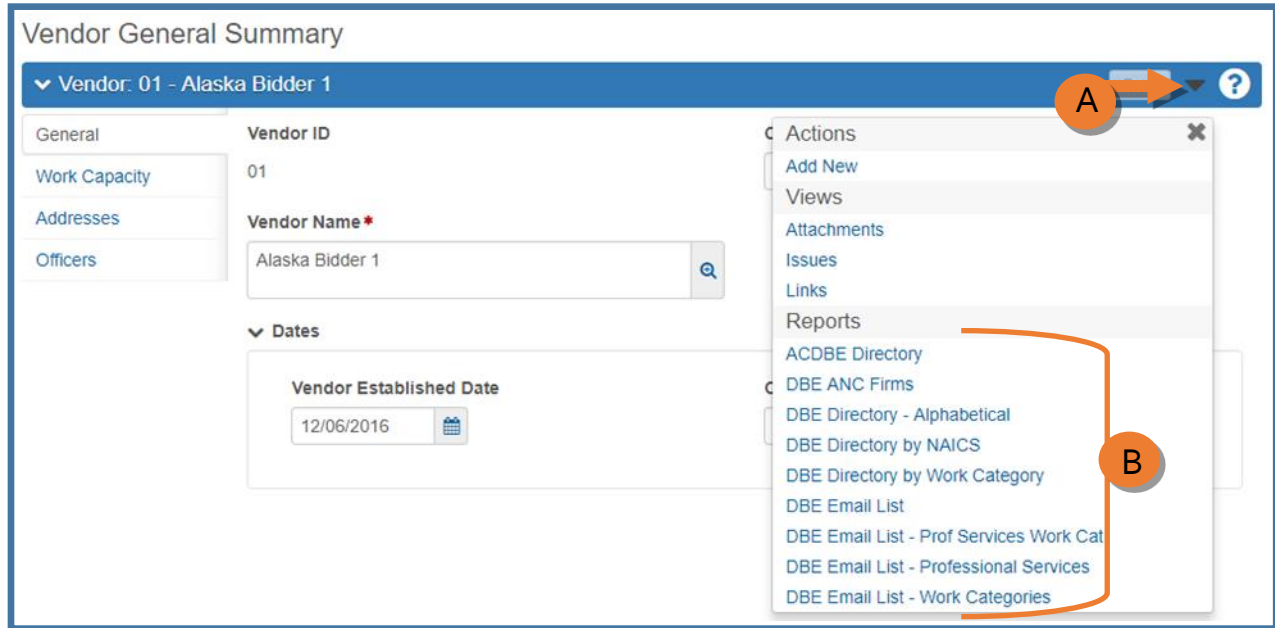 Vendor General Summary
Vendor: 01 - Alaska Bidder 1
A
?
General
Work Capacity
Addresses
Officers
Vendor ID
01
Vendor Name*
Alaska Bidder 1
Dates
Vendor Established Date
12/06/2016
Actions
Add New
Views
Attachments
Issues
Links
Reports
ACDBE Directory
DBE ANC Firms
DBE Directory - Alphabetical
DBE Directory by NAICS
DBE Directory by Work Category
DBE Email List
DBE Email List - Prof Services Work Cat
DBE Email List - Professional Services
DBE Email List - Work Categories
B